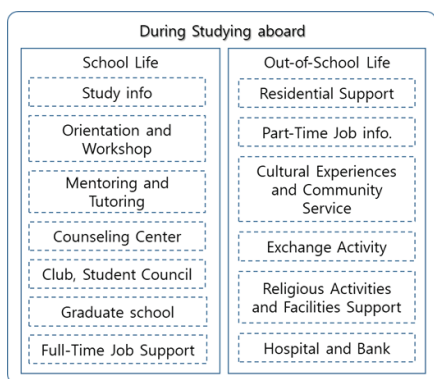 During Studying aboard
School Life
Study info
Orientation and
Workshop
Mentoring and
Tutoring
Counseling Center
Club, Student Council
Graduate school
Full-Time Job Support
Out-of-School Life
Residential Support
Part-Time Job info.
Cultural Experiences
and Community
Service
Exchange Activity
Religious Activities
and Facilities Support
Hospital and Bank